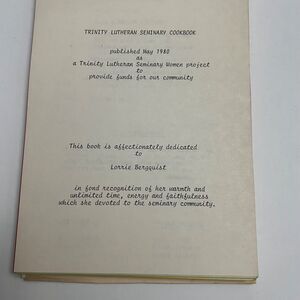 TRINITY LUTHERAN SEMINARY COOKBOOK
published May 1980
as
a Trinity Lutheran Seminary Women project
to
provide funds for our community
This book is affectionately dedicated
to
Lorrie Bergquist
in fond recognition of her warmth and
unlimited time, energy and faithfulness
which she devoted to the seminary community.